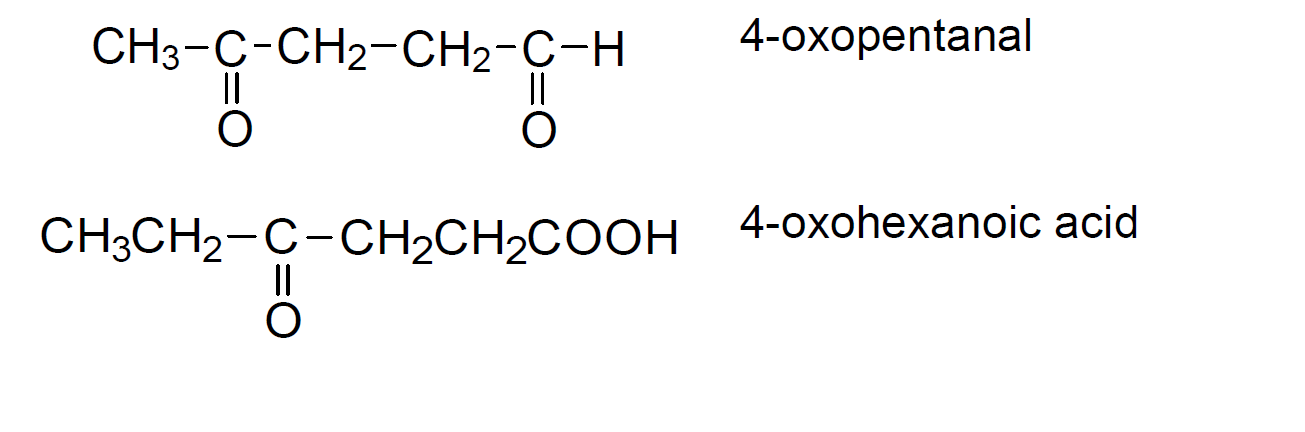 CH₃–C–CH₂–CH₂–C–H 4-oxopentanal
O O
CH₃CH₂–C–CH₂CH₂COOH 4-oxohexanoic acid
O